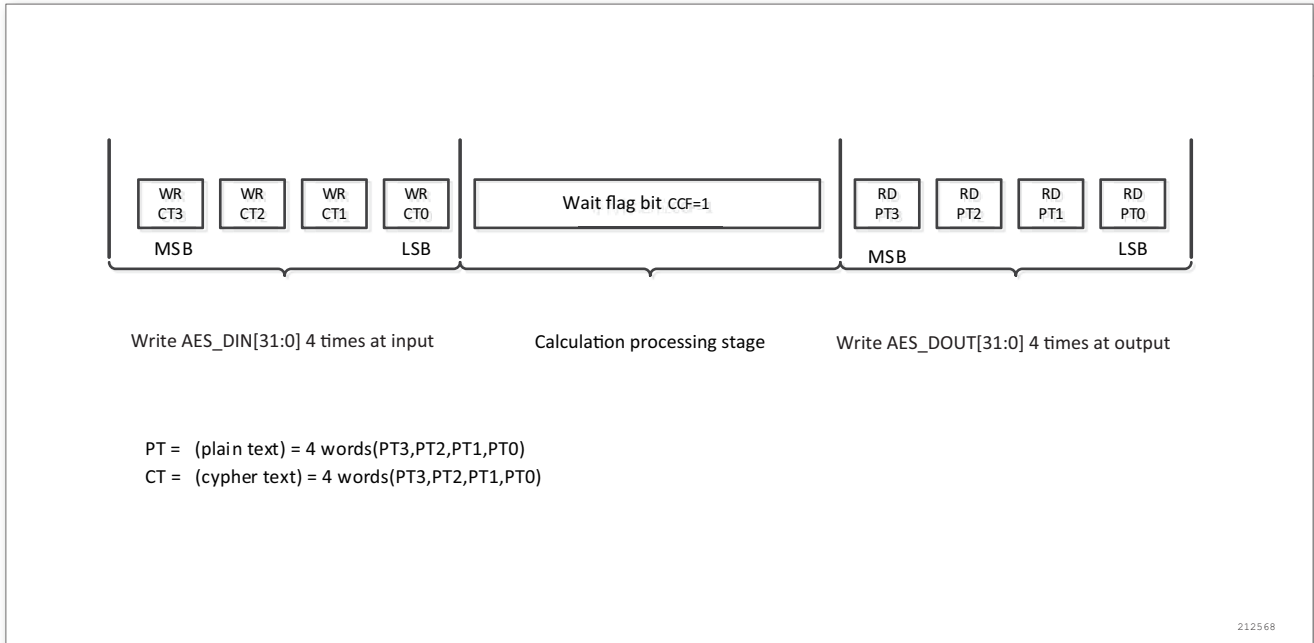 WR CT3
WR CT2
WR CT1
WR CT0
Wait flag bit CCF=1
RD PT3
RD PT2
RD PT1
RD PT0
MSB
LSB
MSB
LSB
Write AES_DIN[31:0] 4 times at input
Calculation processing stage
Write AES_DOUT[31:0] 4 times at output
PT = (plain text) = 4 words(PT3,PT2,PT1,PT0)
CT = (cypher text) = 4 words(PT3,PT2,PT1,PT0)
212568